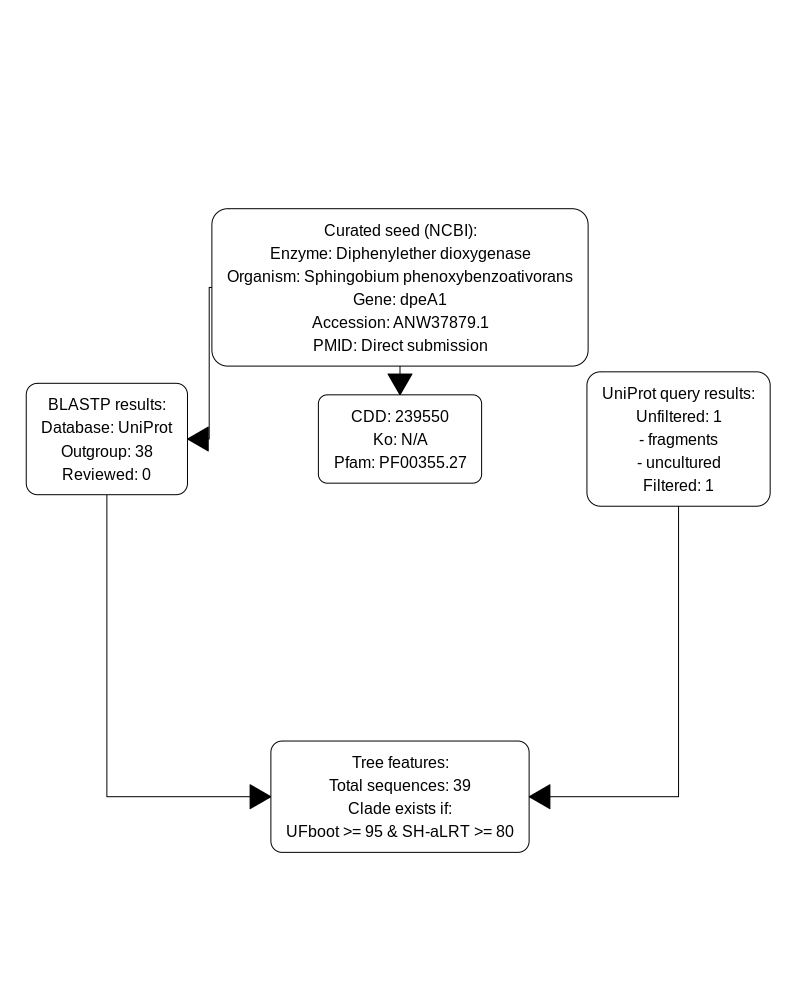 Curated seed (NCBI):
Enzyme: Diphenylether dioxygenase
Organism: Sphingobium phenoxybenzoativorans
Gene: dpeA1
Accession: ANW37879.1
PMID: Direct submission
BLASTP results:
Database: UniProt
Outgroup: 38
Reviewed: 0
CDD: 239550
Ko: N/A
Pfam: PF00355.27
UniProt query results:
Unfiltered: 1
- fragments
- uncultured
Filtered: 1
Tree features:
Total sequences: 39
Clade exists if:
UFboot >= 95 & SH-aLRT >= 80